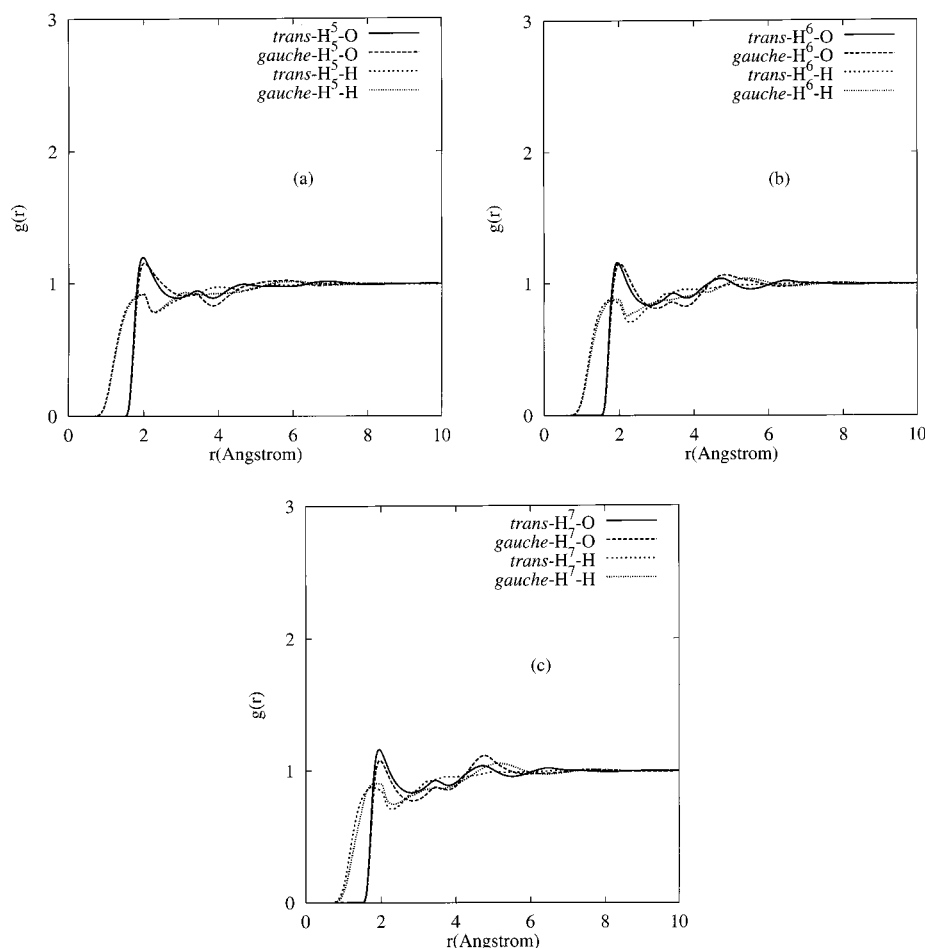 3
2
1
0
g(r)
trans-H⁵-O
gauche-H⁵-O
trans-H⁵-H
gauche-H⁵-H
(a)
0 2 4 6 8 10
r(Angstrom)
3
2
1
0
g(r)
trans-H⁶-O
gauche-H⁶-O
trans-H⁶-H
gauche-H⁶-H
(b)
0 2 4 6 8 10
r(Angstrom)
3
2
1
0
g(r)
trans-H⁷-O
gauche-H⁷-O
trans-H⁷-H
gauche-H⁷-H
(c)
0 2 4 6 8 10
r(Angstrom)